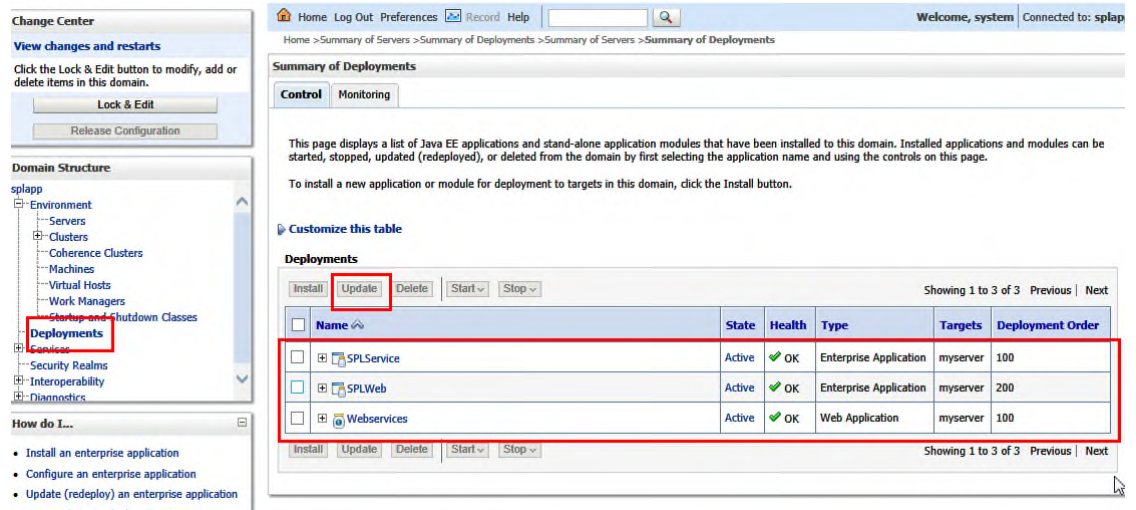 Change Center
View changes and restarts
Click the Lock & Edit button to modify, add or
delete items in this domain.
Lock & Edit
Release Configuration
Domain Structure
splapp
Environment
Servers
Clusters
Coherence Clusters
Machines
Virtual Hosts
Work Managers
Startup and Shutdown Classes
Deployments
Services
Security Realms
Interoperability
Diagnostics
How do I...
Install an enterprise application
Configure an enterprise application
Update (redeploy) an enterprise application
Home Log Out Preferences Record Help
Welcome, system Connected to: splapp
Home >Summary of Servers >Summary of Deployments >Summary of Servers >Summary of Deployments
Summary of Deployments
Control Monitoring
This page displays a list of Java EE applications and stand-alone application modules that have been installed to this domain. Installed applications and modules can be
started, stopped, updated (redeployed), or deleted from the domain by first selecting the application name and using the controls on this page.
To install a new application or module for deployment to targets in this domain, click the Install button.
Customize this table
Deployments
Install Update Delete Start Stop Showing 1 to 3 of 3 Previous | Next
Name State Health Type Targets Deployment Order
SPLService Active OK Enterprise Application myserver 100
SPLWeb Active OK Enterprise Application myserver 200
Webservices Active OK Web Application myserver 100
Install Update Delete Start Stop Showing 1 to 3 of 3 Previous | Next